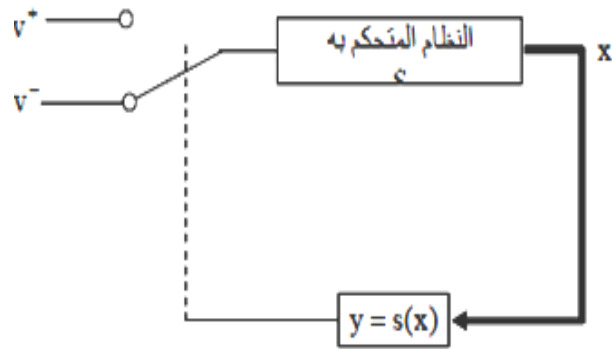 v⁺
v⁻
النظام المتحكم به
S
x
y = s(x)